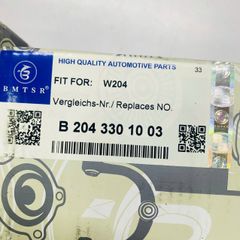 HIGH QUALITY AUTOMOTIVE PARTS
33
BMTSR
FIT FOR: W204
Vergleichs-Nr./ Replaces NO.
B 204 330 10 03